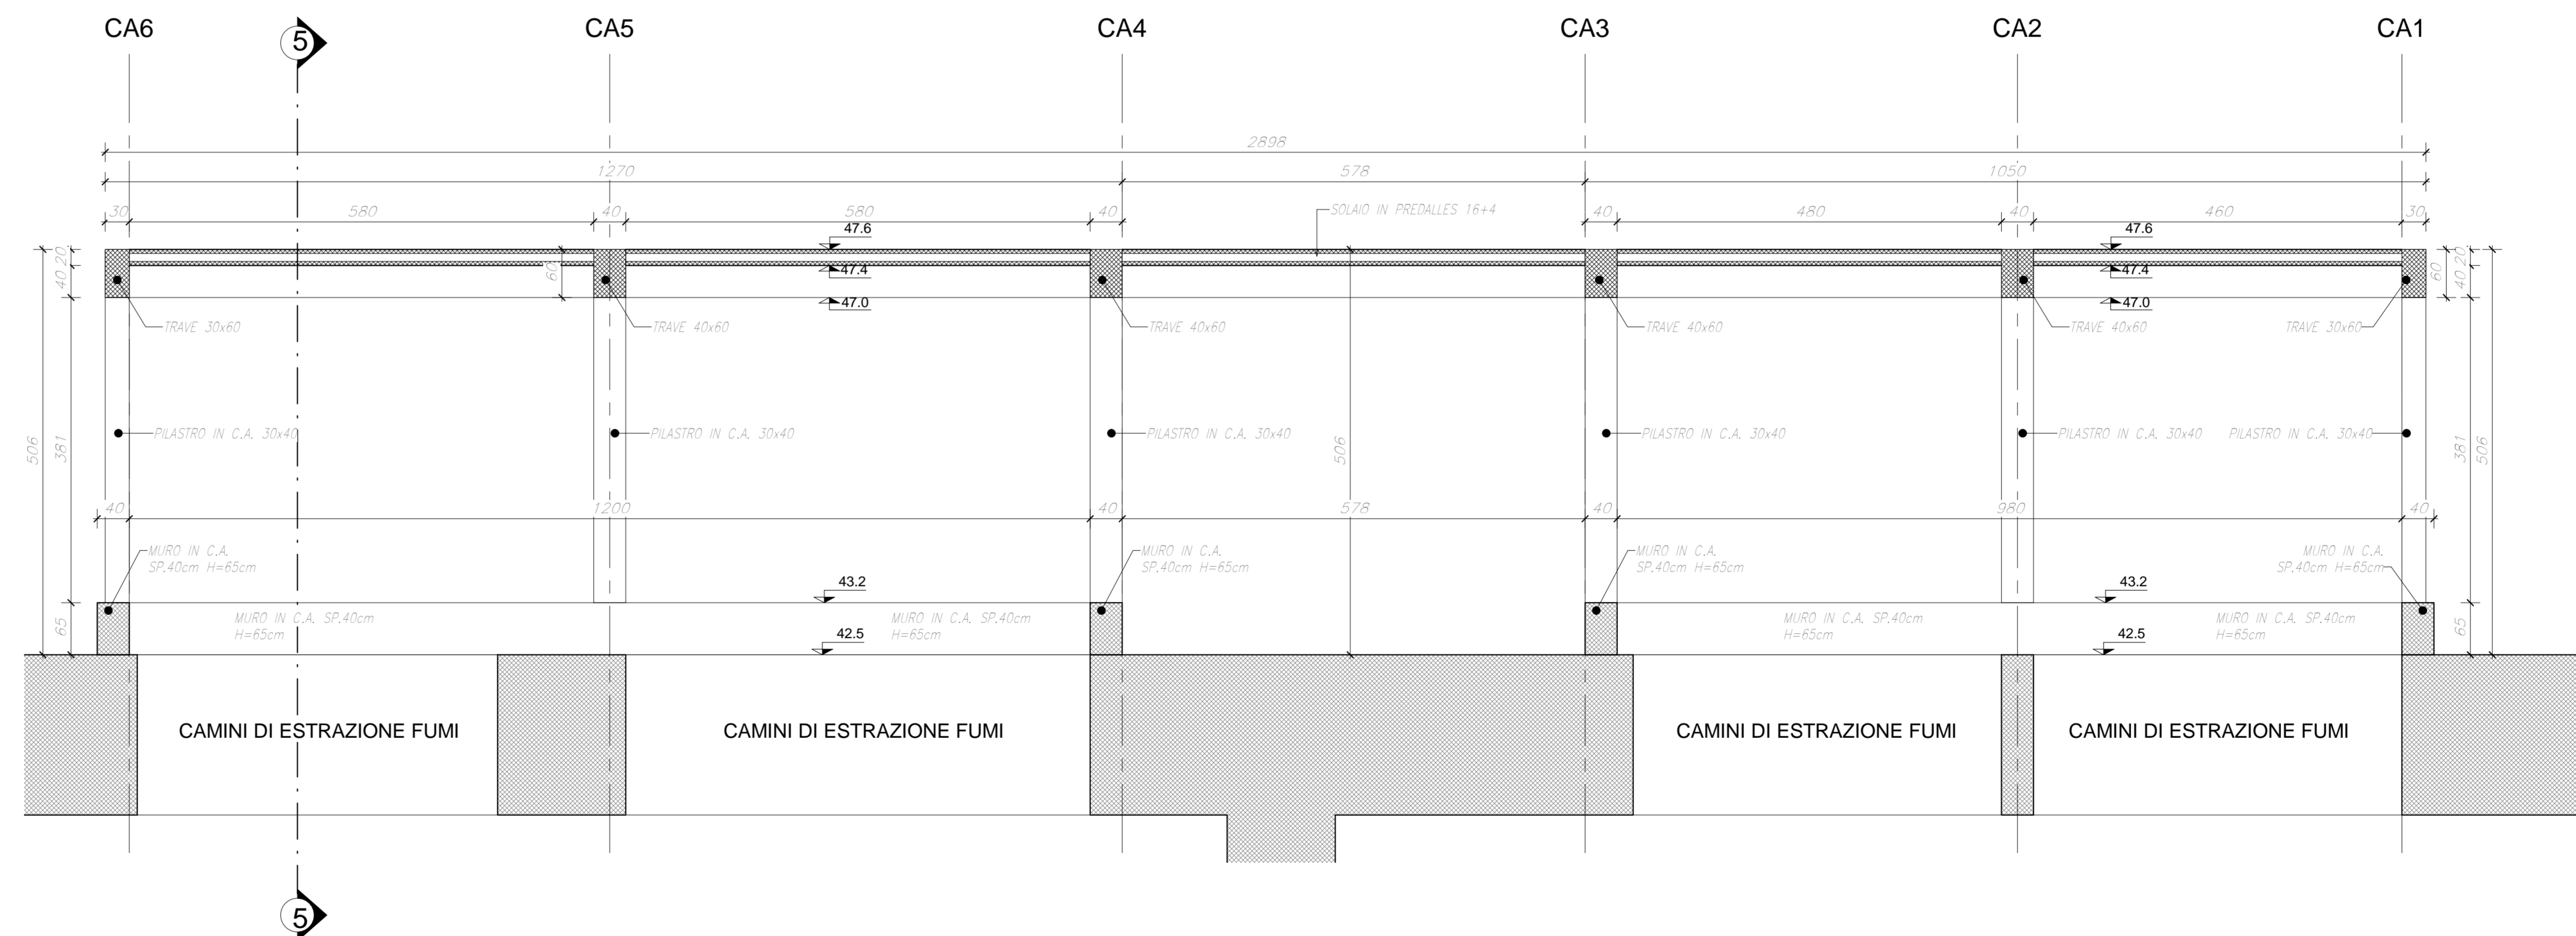 CA6
5
CA5
CA4
CA3
CA2
CA1
2898
1270
578
1050
30
580
40
580
40
SOLAIO IN PREDALLES 16+4
40
480
40
460
30
47.6
47.6
20
40
60
47.4
47.4
60
20
40
47.0
47.0
TRAVE 30x60
TRAVE 40x60
TRAVE 40x60
TRAVE 40x60
TRAVE 40x60
TRAVE 30x60
506
381
PILASTRO IN C.A. 30x40
PILASTRO IN C.A. 30x40
PILASTRO IN C.A. 30x40
506
PILASTRO IN C.A. 30x40
PILASTRO IN C.A. 30x40
PILASTRO IN C.A. 30x40
381
506
40
1200
40
578
40
980
40
MURO IN C.A.
SP.40cm H=65cm
MURO IN C.A.
SP.40cm H=65cm
MURO IN C.A.
SP.40cm H=65cm
MURO IN C.A.
SP.40cm H=65cm
43.2
43.2
65
MURO IN C.A. SP.40cm
H=65cm
MURO IN C.A. SP.40cm
H=65cm
MURO IN C.A. SP.40cm
H=65cm
MURO IN C.A. SP.40cm
H=65cm
65
42.5
42.5
CAMINI DI ESTRAZIONE FUMI
CAMINI DI ESTRAZIONE FUMI
CAMINI DI ESTRAZIONE FUMI
CAMINI DI ESTRAZIONE FUMI
5